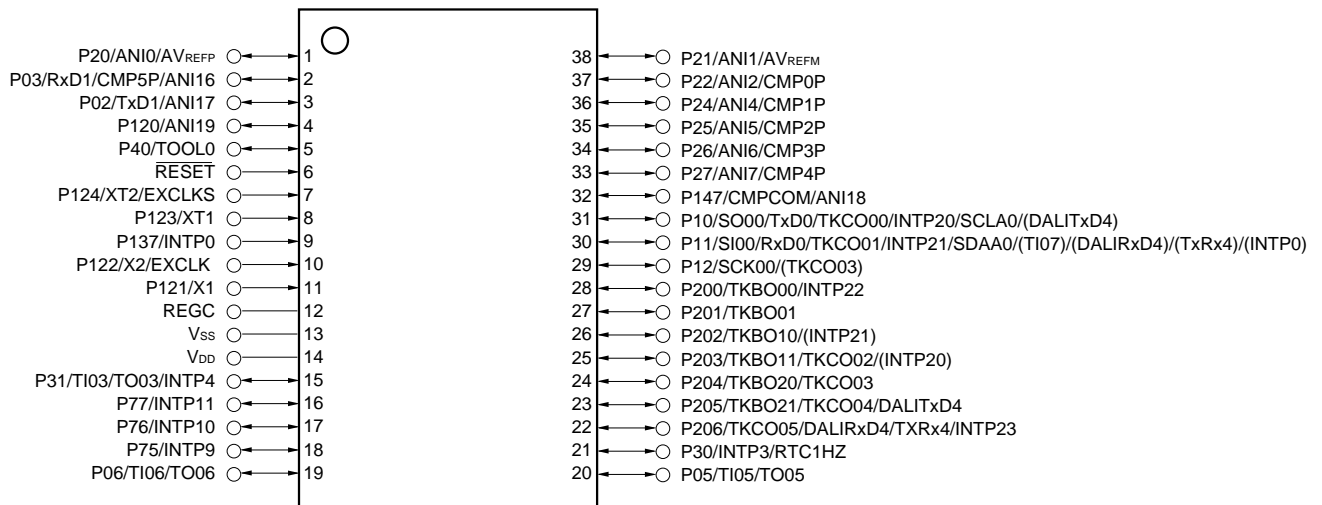 P20/ANI0/AVREFP 1
P03/RxD1/CMP5P/ANI16 2
P02/TxD1/ANI17 3
P120/ANI19 4
P40/TOOL0 5
RESET 6
P124/XT2/EXCLKS 7
P123/XT1 8
P137/INTP0 9
P122/X2/EXCLK 10
P121/X1 11
REGC 12
VSS 13
VDD 14
P31/TI03/TO03/INTP4 15
P77/INTP11 16
P76/INTP10 17
P75/INTP9 18
P06/TI06/TO06 19
38 P21/ANI1/AVREFM
37 P22/ANI2/CMP0P
36 P24/ANI4/CMP1P
35 P25/ANI5/CMP2P
34 P26/ANI6/CMP3P
33 P27/ANI7/CMP4P
32 P147/CMPCOM/ANI18
31 P10/SO00/TxD0/TKCO00/INTP20/SCLA0/(DALITxD4)
30 P11/SI00/RxD0/TKCO01/INTP21/SDAA0/(TI07)/(DALIRxD4)/(TxRx4)/(INTP0)
29 P12/SCK00/(TKCO03)
28 P200/TKBO00/INTP22
27 P201/TKBO01
26 P202/TKBO10/(INTP21)
25 P203/TKBO11/TKCO02/(INTP20)
24 P204/TKBO20/TKCO03
23 P205/TKBO21/TKCO04/DALITxD4
22 P206/TKCO05/DALIRxD4/TXRx4/INTP23
21 P30/INTP3/RTC1HZ
20 P05/TI05/TO05